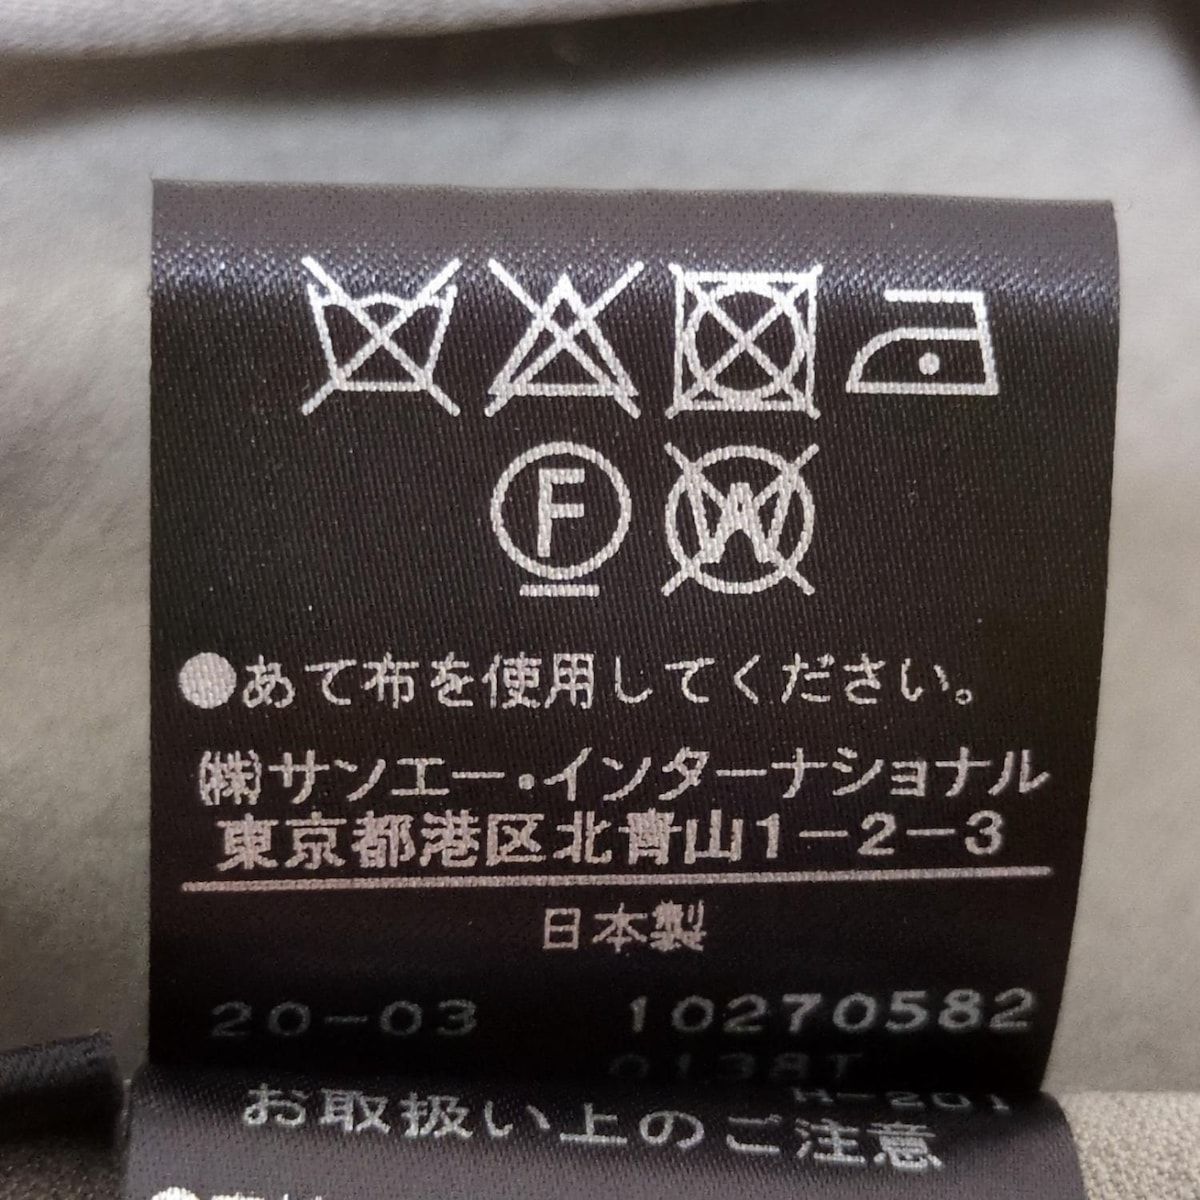 F W
●あて布を使用してください。
㈱サンエー・インターナショナル
東京都港区北青山1-2-3
日本製
20-03 10270582
0138T
H-201
お取扱い上のご注意